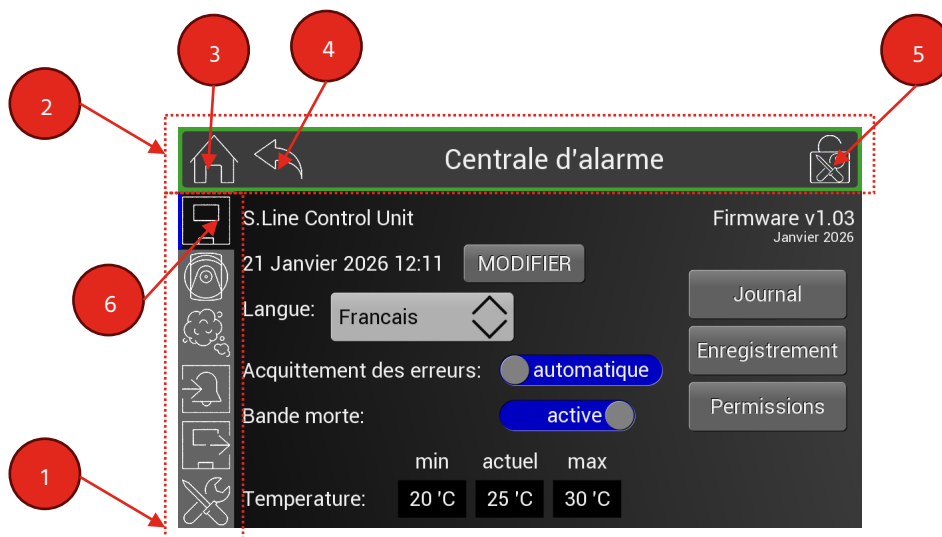 3
4
5
2
Centrale d'alarme
S.Line Control Unit
Firmware v1.03
Janvier 2026
21 Janvier 2026 12:11
MODIFIER
6
Journal
Langue:
Francais
Enregistrement
Acquittement des erreurs:
automatique
Permissions
Bande morte:
active
min actuel max
1
Temperature: 20 'C 25 'C 30 'C